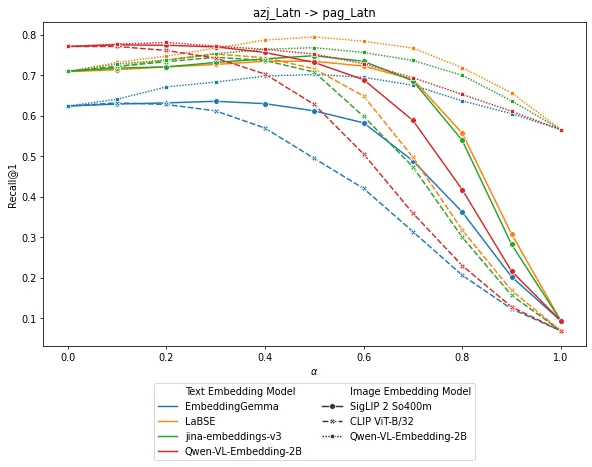 azj_Latn -> pag_Latn
Recall@1
0.8
0.7
0.6
0.5
0.4
0.3
0.2
0.1
0.0 0.2 0.4 0.6 0.8 1.0
α
Text Embedding Model Image Embedding Model
EmbeddingGemma SigLIP 2 So400m
LaBSE CLIP ViT-B/32
jina-embeddings-v3 Qwen-VL-Embedding-2B
Qwen-VL-Embedding-2B